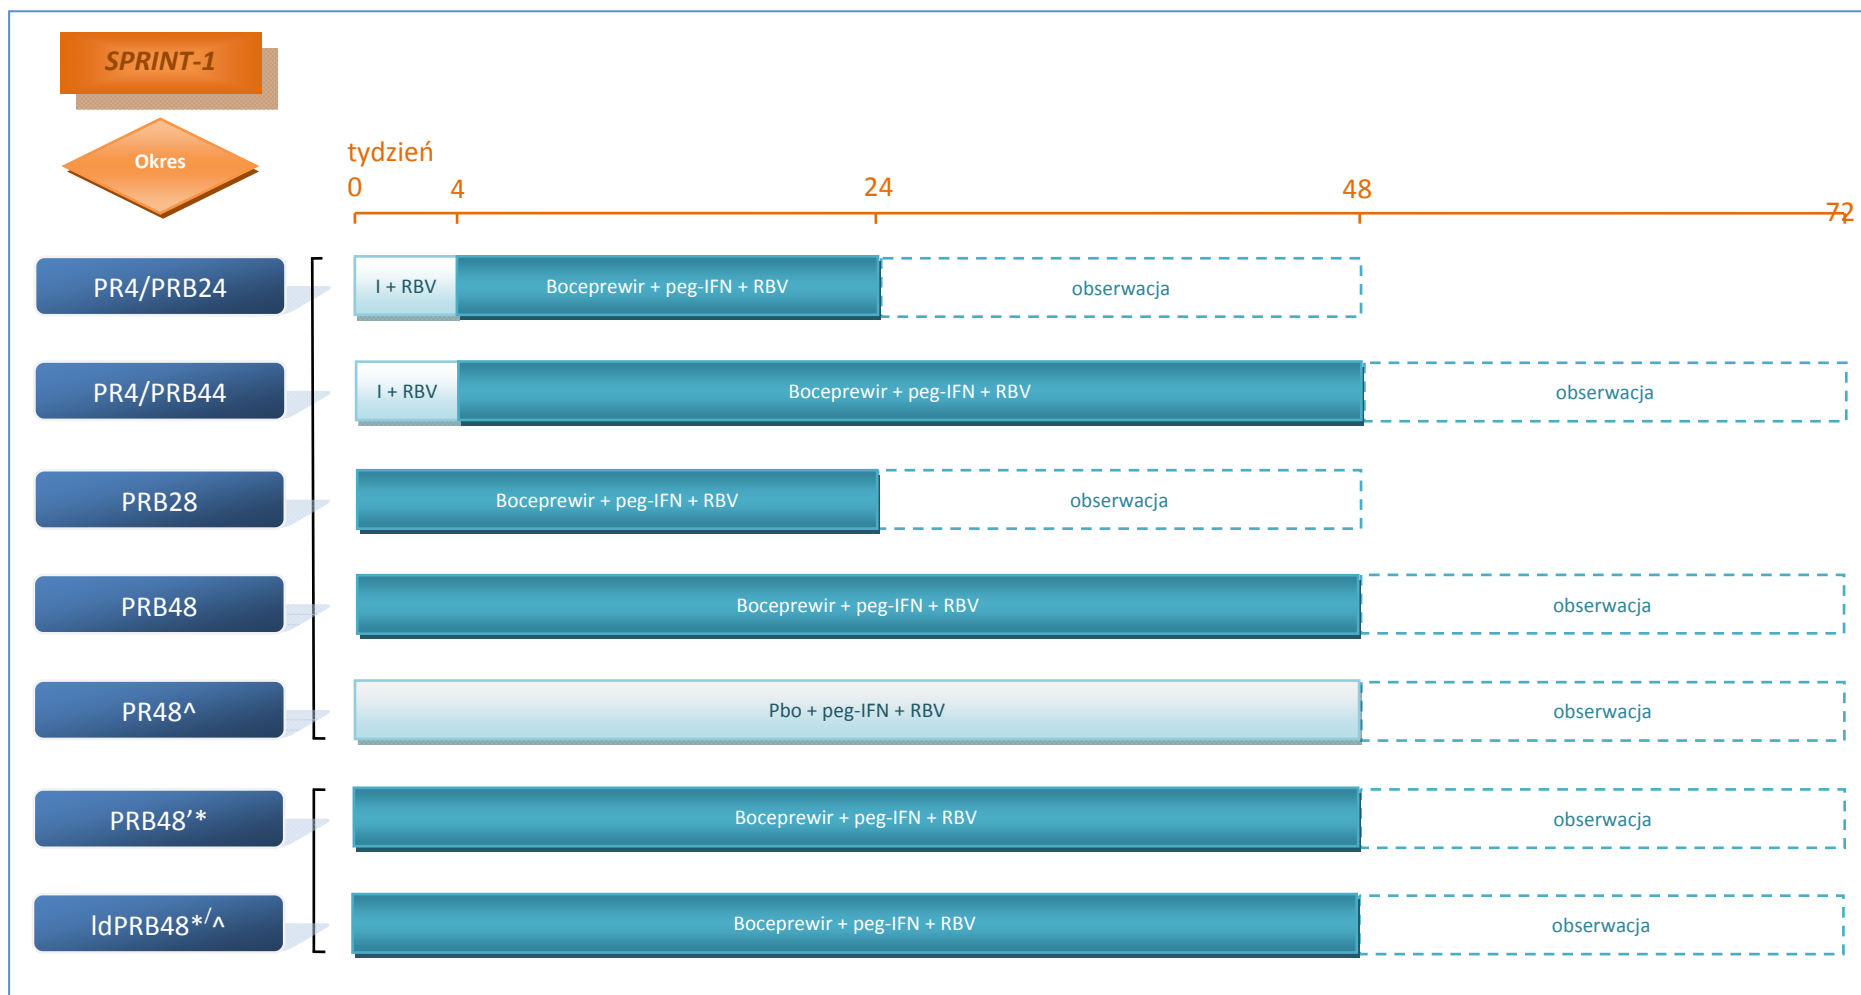 SPRINT-1
Okres
tydzień
0 4 24 48 72
PR4/PRB24 I + RBV Boceprewir + peg-IFN + RBV obserwacja
PR4/PRB44 I + RBV Boceprewir + peg-IFN + RBV obserwacja
PRB28 Boceprewir + peg-IFN + RBV obserwacja
PRB48 Boceprewir + peg-IFN + RBV obserwacja
PR48^ Pbo + peg-IFN + RBV obserwacja
PRB48’* Boceprewir + peg-IFN + RBV obserwacja
ldPRB48*/^ Boceprewir + peg-IFN + RBV obserwacja